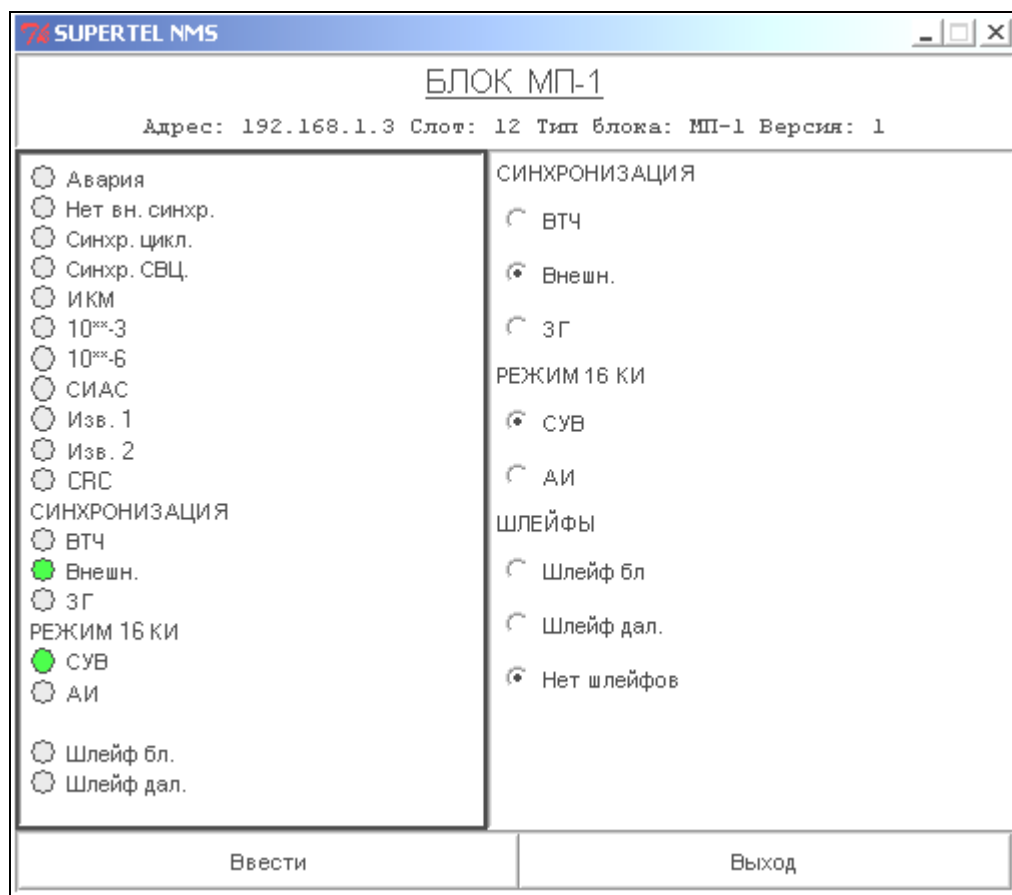 SUPERTEL NMS
БЛОК МП-1
Адрес: 192.168.1.3 Слот: 12 Тип блока: МП-1 Версия: 1
Авария
Нет вн. синхр.
Синхр. цикл.
Синхр. СВЦ.
ИКМ
10**-3
10**-6
СИАС
Изв. 1
Изв. 2
CRC
СИНХРОНИЗАЦИЯ
ВТЧ
Внешн.
ЗГ
РЕЖИМ 16 КИ
СУВ
АИ
Шлейф бл.
Шлейф дал.
СИНХРОНИЗАЦИЯ
ВТЧ
Внешн.
ЗГ
РЕЖИМ 16 КИ
СУВ
АИ
ШЛЕЙФЫ
Шлейф бл
Шлейф дал.
Нет шлейфов
Ввести
Выход